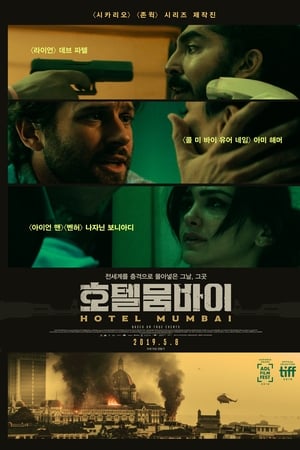 〈시카리오〉 〈존윅〉 시리즈 제작진
〈라이언〉 데브 파텔
〈콜 미 바이 유어 네임〉 아미 해머
〈아이언 맨〉 〈벤허〉 나자닌 보니아디
전세계를 충격으로 몰아넣은 그날, 그곳
호텔 뭄바이
HOTEL MUMBAI
BASED ON TRUE EVENTS
2019.5.8
ADL
FILM
FEST
tiff